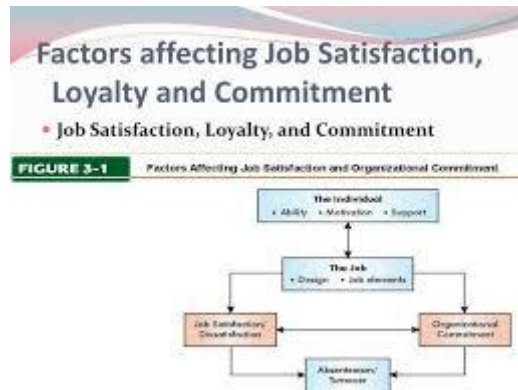 Factors affecting Job Satisfaction,
Loyalty and Commitment
• Job Satisfaction, Loyalty, and Commitment
FIGURE 3-1 Factors Affecting Job Satisfaction and Organizational Commitment
The Individual
• Ability • Motivation • Support
The Job
• Design • Job elements
Job Satisfaction/
Dissatisfaction
Organizational
Commitment
Absenteeism/
Turnover